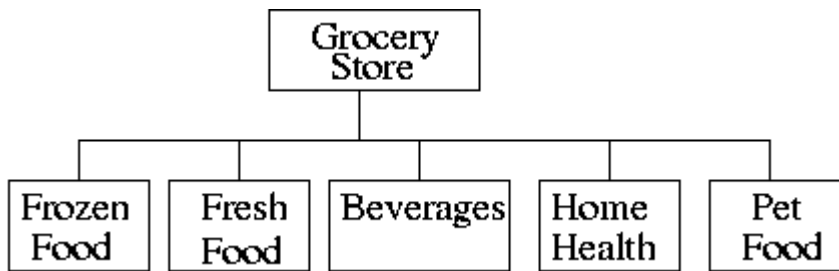 Grocery
Store
Frozen
Food
Fresh
Food
Beverages
Home
Health
Pet
Food